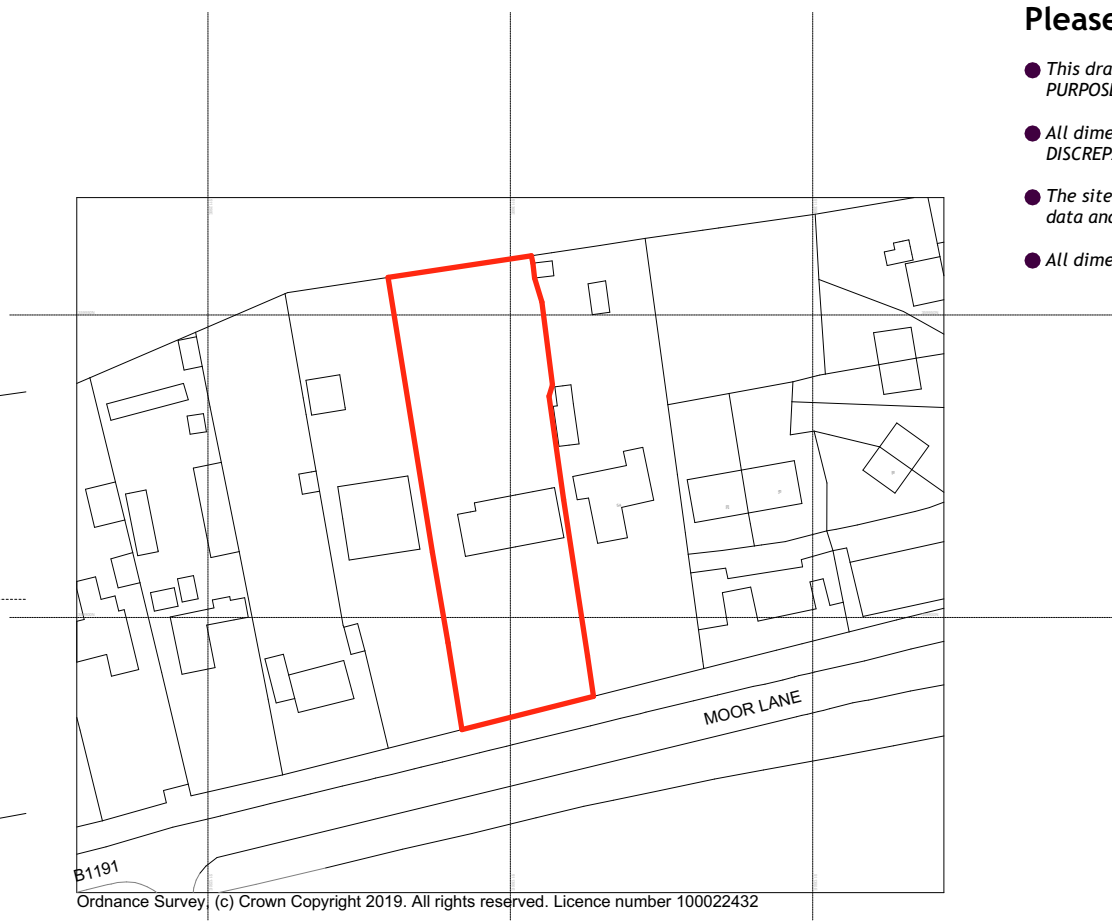 Please
This dra
PURPOSE
All dime
DISCREP
The site
data and
All dime
MOOR LANE
B1191
Ordnance Survey, (c) Crown Copyright 2019. All rights reserved. Licence number 100022432